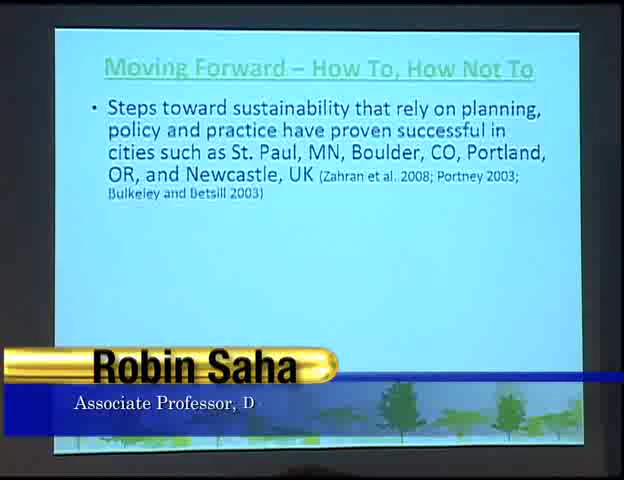 Moving Forward – How To, How Not To
• Steps toward sustainability that rely on planning,
policy and practice have proven successful in
cities such as St. Paul, MN, Boulder, CO, Portland,
OR, and Newcastle, UK (Zahran et al. 2008; Portney 2003;
Bulkeley and Betsill 2003)
Robin Saha
Associate Professor, D